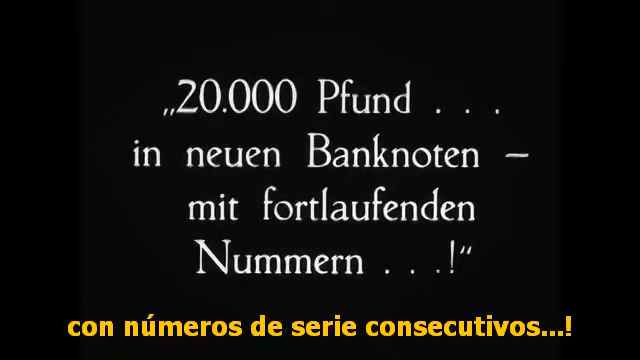 „20.000 Pfund . . .
in neuen Banknoten –
mit fortlaufenden
Nummern . . .!“
con números de serie consecutivos...!